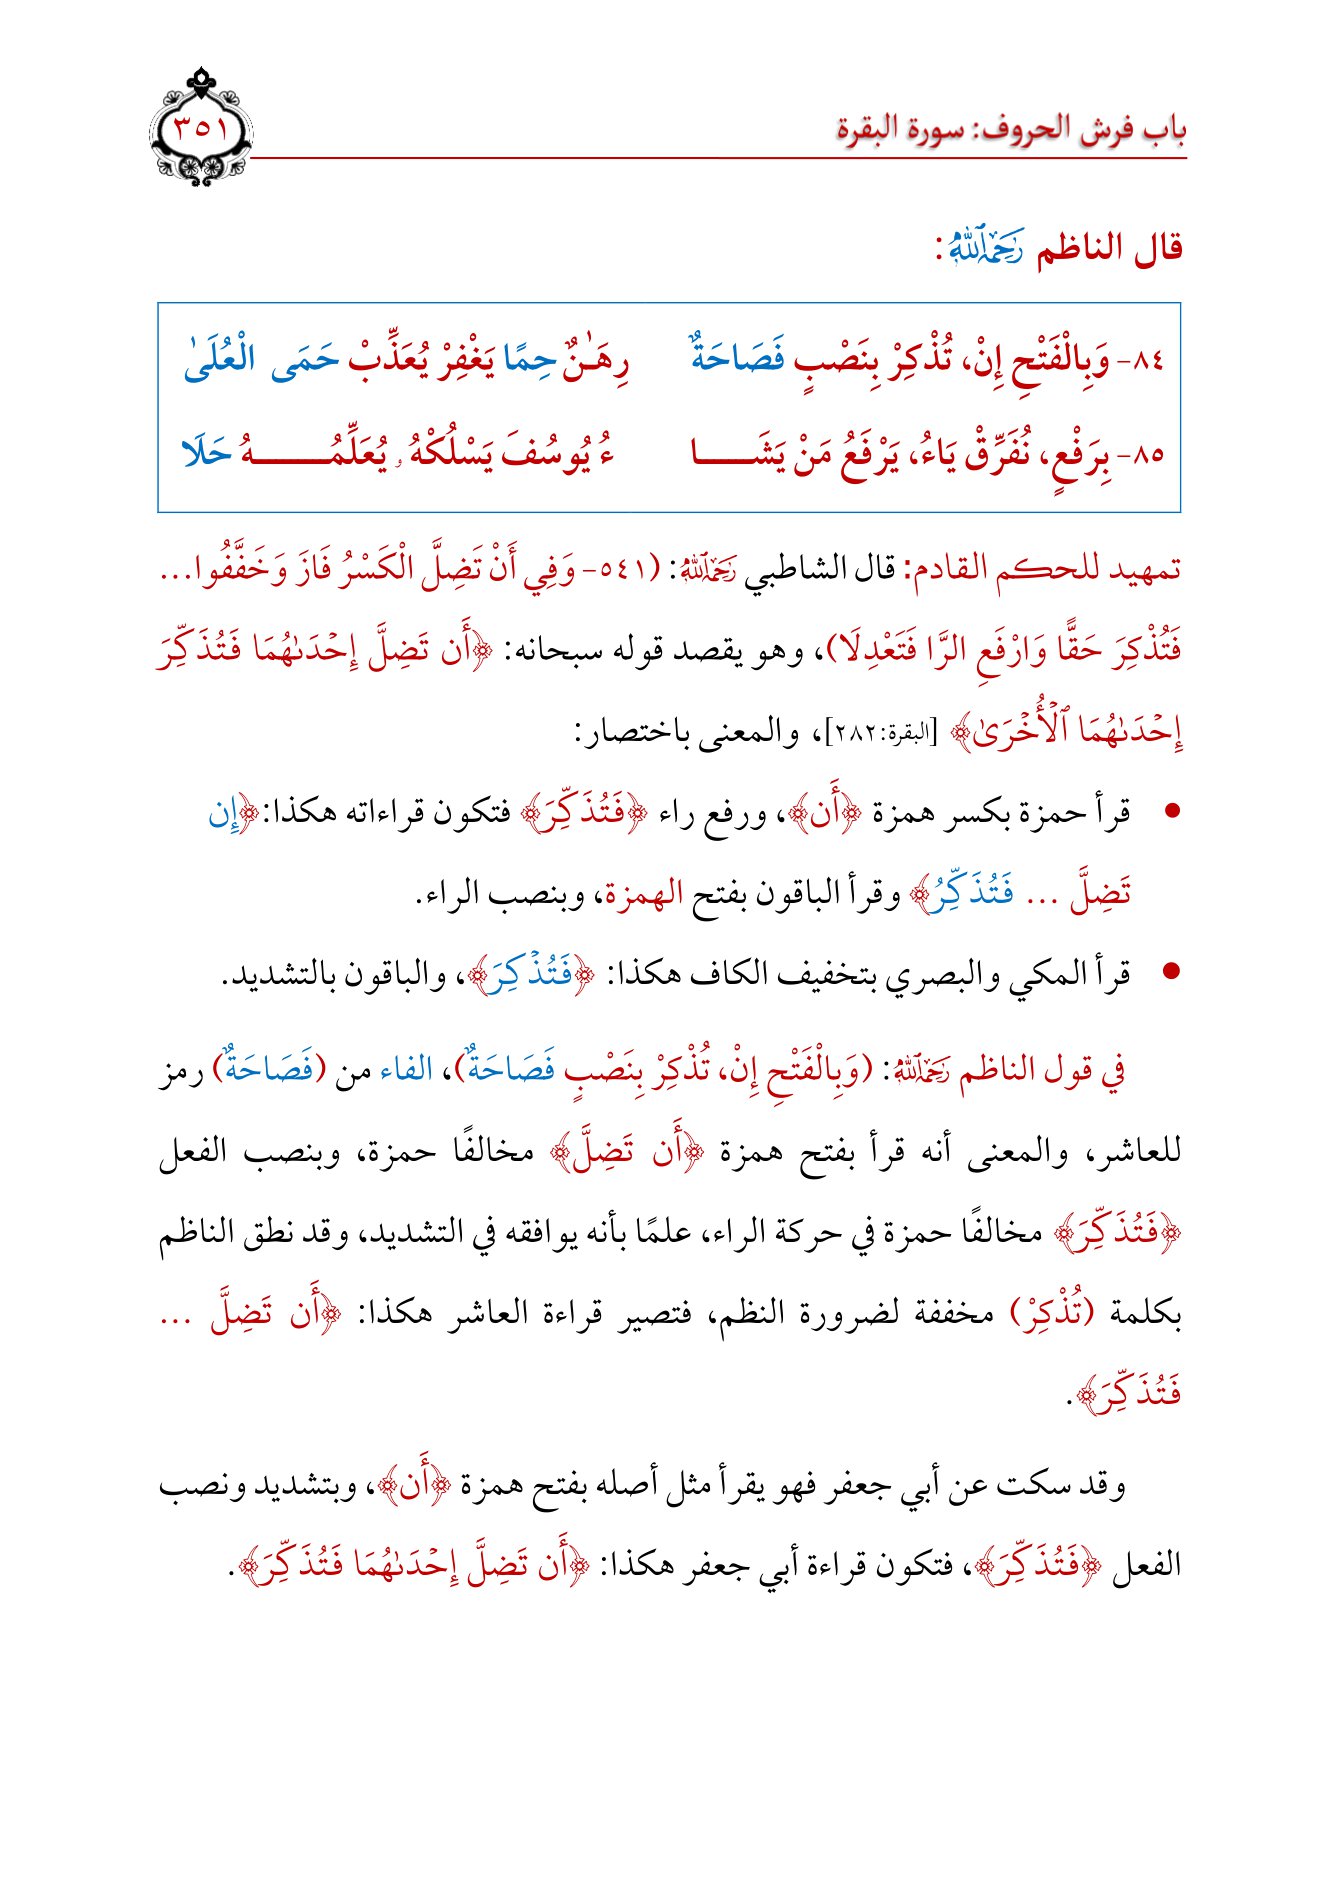 باب فرش الحروف: سورة البقرة
٣٥١
قال الناظم رَحِمَهُ ٱللَّهُ:
٨٤- وَبِالْفَتْحِ إِنْ، تُذْكِرْ بِنَصْبٍ فَصَاحَةٌ رِهَـٰنٌ حِمًا يَغْفِرْ يُعَذِّبْ حَمَى الْعُلَىٰ
٨٥- بِرَفْعٍ، نُفَرِّقْ يَاءُ، يَرْفَعُ مَنْ يَشَـــا ءُ يُوسُفَ يَسْلُكْهُۥ يُعَلِّمُــــــهُ حَلَا
تمهيد للحكم القادم: قال الشاطبي رَحِمَهُ ٱللَّهُ: (٥٤١- وَفِي أَنْ تَضِلَّ الْكَسْرُ فَازَ وَخَفَّفُوا...
فَتُذْكِرَ حَقًّا وَارْفَعِ الرَّا فَتَعْدِلَا)، وهو يقصد قوله سبحانه: ﴿أَن تَضِلَّ إِحْدَىٰهُمَا فَتُذَكِّرَ
إِحْدَىٰهُمَا ٱلْأُخْرَىٰ﴾ [البقرة:٢٨٢]، والمعنى باختصار:
• قرأ حمزة بكسر همزة ﴿أَن﴾، ورفع راء ﴿فَتُذَكِّرَ﴾ فتكون قراءاته هكذا:﴿إِن
تَضِلَّ ... فَتُذَكِّرُ﴾ وقرأ الباقون بفتح الهمزة، وبنصب الراء.
• قرأ المكي والبصري بتخفيف الكاف هكذا: ﴿فَتُذْكِرَ﴾، والباقون بالتشديد.
في قول الناظم رَحِمَهُ ٱللَّهُ: (وَبِالْفَتْحِ إِنْ، تُذْكِرْ بِنَصْبٍ فَصَاحَةٌ)، الفاء من (فَصَاحَةٌ) رمز
للعاشر، والمعنى أنه قرأ بفتح همزة ﴿أَن تَضِلَّ﴾ مخالفًا حمزة، وبنصب الفعل
﴿فَتُذَكِّرَ﴾ مخالفًا حمزة في حركة الراء، علمًا بأنه يوافقه في التشديد، وقد نطق الناظم
بكلمة (تُذْكِرْ) مخففة لضرورة النظم، فتصير قراءة العاشر هكذا: ﴿أَن تَضِلَّ ...
فَتُذَكِّرَ﴾.
وقد سكت عن أبي جعفر فهو يقرأ مثل أصله بفتح همزة ﴿أَن﴾، وبتشديد ونصب
الفعل ﴿فَتُذَكِّرَ﴾، فتكون قراءة أبي جعفر هكذا: ﴿أَن تَضِلَّ إِحْدَىٰهُمَا فَتُذَكِّرَ﴾.